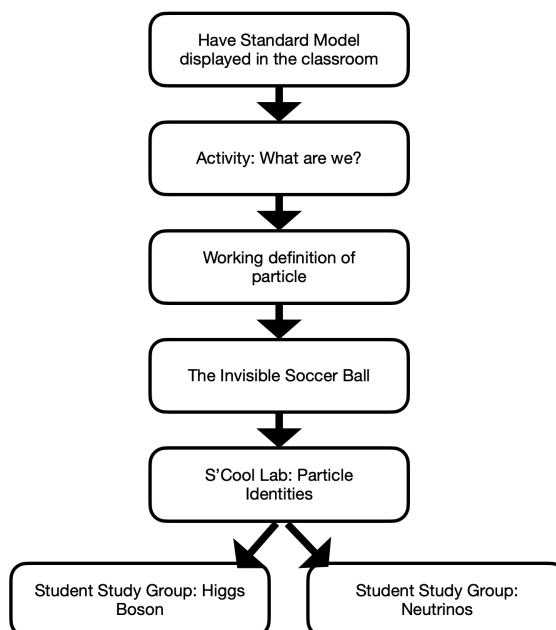 Have Standard Model
displayed in the classroom
Activity: What are we?
Working definition of
particle
The Invisible Soccer Ball
S’Cool Lab: Particle
Identities
Student Study Group: Higgs
Boson
Student Study Group:
Neutrinos